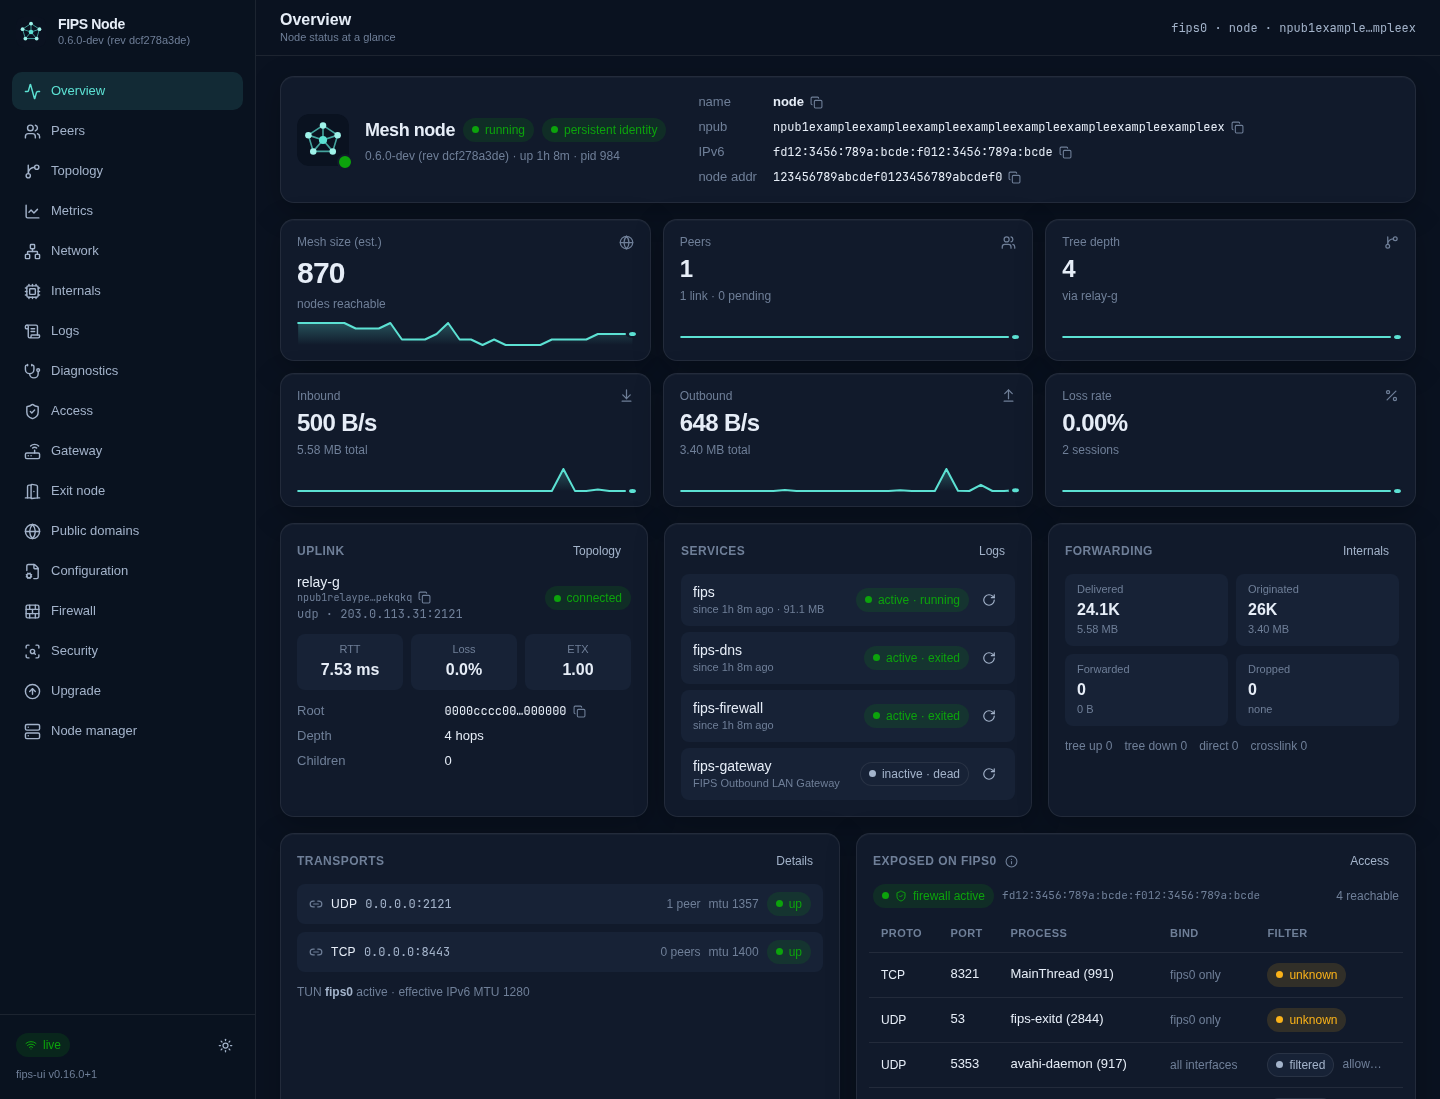 FIPS Node
0.6.0-dev (rev dcf278a3de)
Overview
Peers
Topology
Metrics
Network
Internals
Logs
Diagnostics
Access
Gateway
Exit node
Public domains
Configuration
Firewall
Security
Upgrade
Node manager
live
fips-ui v0.16.0+1
Overview
Node status at a glance
fips0 · node · npub1example…mpleex
Mesh node running persistent identity
0.6.0-dev (rev dcf278a3de) · up 1h 8m · pid 984
name node
npub npub1exampleexampleexampleexampleexampleexampleexampleexampleex
IPv6 fd12:3456:789a:bcde:f012:3456:789a:bcde
node addr 123456789abcdef0123456789abcdef0
Mesh size (est.)
870
nodes reachable
Peers
1
1 link · 0 pending
Tree depth
4
via relay-g
Inbound
500 B/s
5.58 MB total
Outbound
648 B/s
3.40 MB total
Loss rate
0.00%
2 sessions
UPLINK Topology
relay-g
npub1relaype…pekqkq
udp · 203.0.113.31:2121
connected
RTT
7.53 ms
Loss
0.0%
ETX
1.00
Root 0000cccc00…000000
Depth 4 hops
Children 0
SERVICES Logs
fips
since 1h 8m ago · 91.1 MB
active · running
fips-dns
since 1h 8m ago
active · exited
fips-firewall
since 1h 8m ago
active · exited
fips-gateway
FIPS Outbound LAN Gateway
inactive · dead
FORWARDING Internals
Delivered
24.1K
5.58 MB
Originated
26K
3.40 MB
Forwarded
0
0 B
Dropped
0
none
tree up 0 tree down 0 direct 0 crosslink 0
TRANSPORTS Details
UDP 0.0.0.0:2121 1 peer mtu 1357 up
TCP 0.0.0.0:8443 0 peers mtu 1400 up
TUN fips0 active · effective IPv6 MTU 1280
EXPOSED ON FIPS0 Access
firewall active fd12:3456:789a:bcde:f012:3456:789a:bcde 4 reachable
PROTO PORT PROCESS BIND FILTER
TCP 8321 MainThread (991) fips0 only unknown
UDP 53 fips-exitd (2844) fips0 only unknown
UDP 5353 avahi-daemon (917) all interfaces filtered allow…